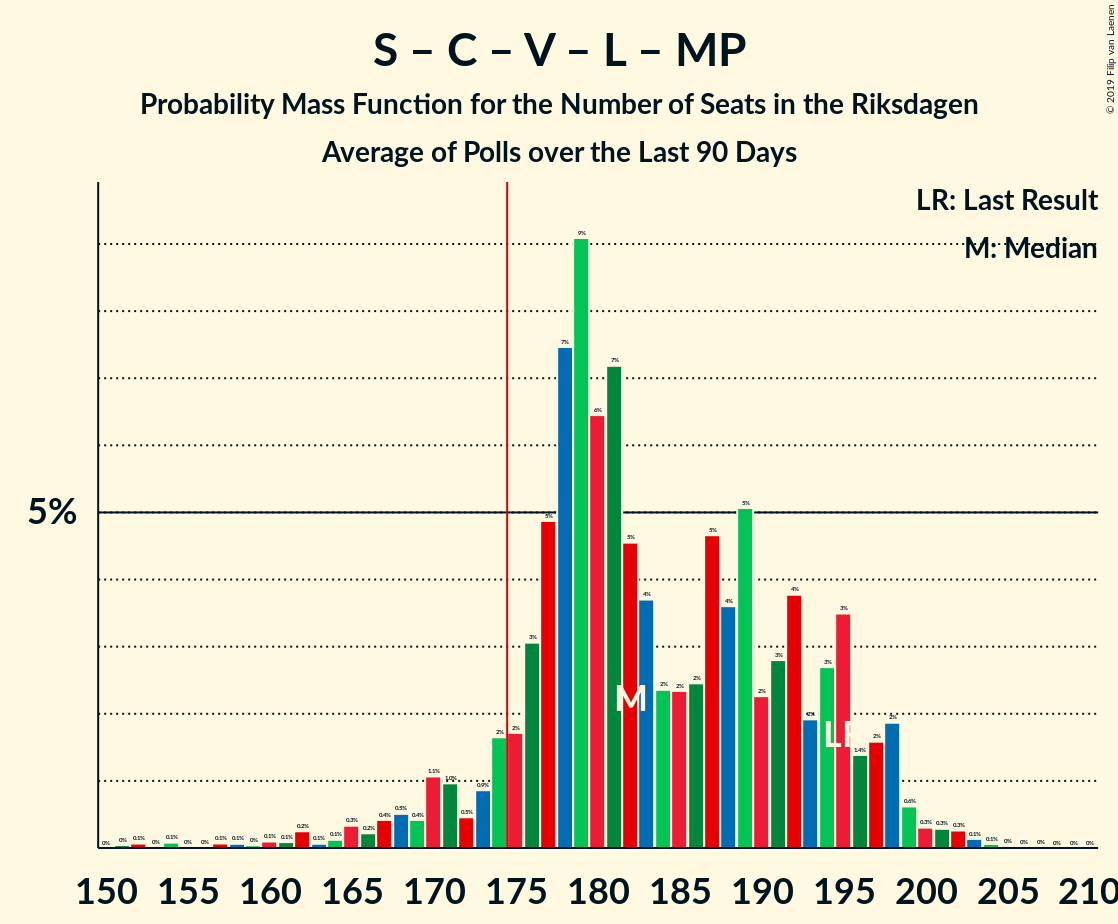 S – C – V – L – MP
Probability Mass Function for the Number of Seats in the Riksdagen
Average of Polls over the Last 90 Days
© 2019 Filip van Laenen
LR: Last Result
M: Median
5%
0% 0% 0.1% 0% 0.1% 0% 0% 0.1% 0.1% 0% 0.1% 0.1% 0.2% 0.1% 0.1% 0.3% 0.2% 0.4% 0.5% 0.4% 1.1% 1.0% 0.5% 0.9% 2% 2% 3% 5% 7% 9% 6% 7% 5% 4% 2% 2% 2% 5% 4% 5% 2% 3% 4% 2% 3% 3% 1.4% 2% 2% 0.6% 0.3% 0.3% 0.3% 0.1% 0.1% 0% 0% 0% 0% 0% 0%
M
LR
150 155 160 165 170 175 180 185 190 195 200 205 210